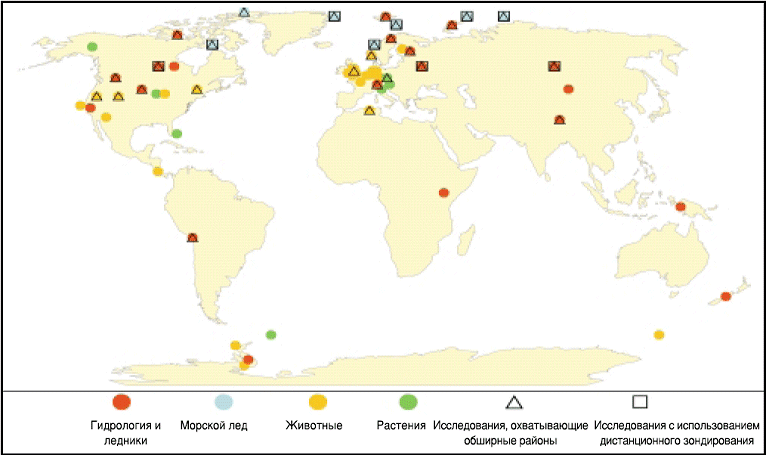 Гидрология и
ледники
Морской лед
Животные
Растения
Исследования, охватывающие
обширные районы
Исследования с использованием
дистанционного зондирования